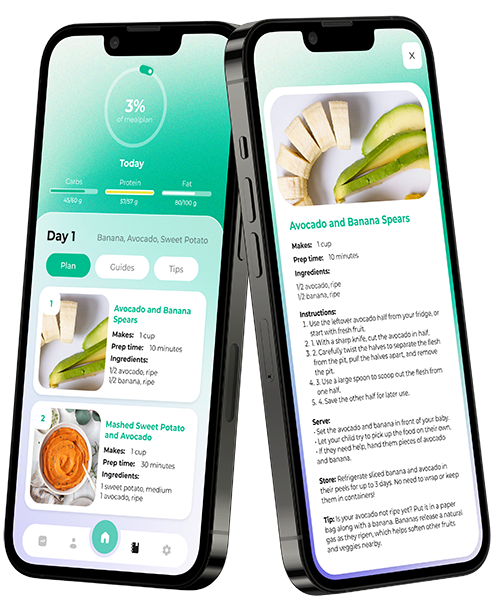 3%
of mealplan
Today
Carbs Protein Fat
45/60 g 57/57 g 80/100 g
Day 1 Banana, Avocado, Sweet Potato
Plan Guides Tips
1
Avocado and Banana
Spears
Makes: 1 cup
Prep time: 10 minutes
Ingredients:
1/2 avocado, ripe
1/2 banana, ripe
2
Mashed Sweet Potato
and Avocado
Makes: 1 cup
Prep time: 30 minutes
Ingredients:
1 sweet potato, medium
1 avocado, ripe
X
Avocado and Banana Spears
Makes: 1 cup
Prep time: 10 minutes
Ingredients:
1/2 avocado, ripe
1/2 banana, ripe
Instructions:
1. Use the leftover avocado half from your fridge, or
start with fresh fruit.
2. 1. With a sharp knife, cut the avocado in half.
3. 2. Carefully twist the halves to separate the flesh
from the pit, pull the halves apart, and remove
the pit.
4. 3. Use a large spoon to scoop out the flesh from
one half.
5. 4. Save the other half for later use.
Serve:
- Set the avocado and banana in front of your baby.
- Let your child try to pick up the food on their own.
- If they need help, hand them pieces of avocado
and banana.
Store: Refrigerate sliced banana and avocado in
their peels for up to 3 days. No need to wrap or keep
them in containers!
Tip: Is your avocado not ripe yet? Put it in a paper
bag along with a banana. Bananas release a natural
gas as they ripen, which helps soften other fruits
and veggies nearby.